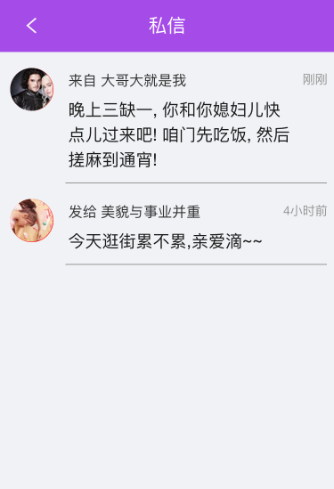 私信
来自 大哥大就是我 刚刚
晚上三缺一, 你和你媳妇儿快
点儿过来吧! 咱门先吃饭, 然后
搓麻到通宵!
发给 美貌与事业并重 4小时前
今天逛街累不累,亲爱滴~~